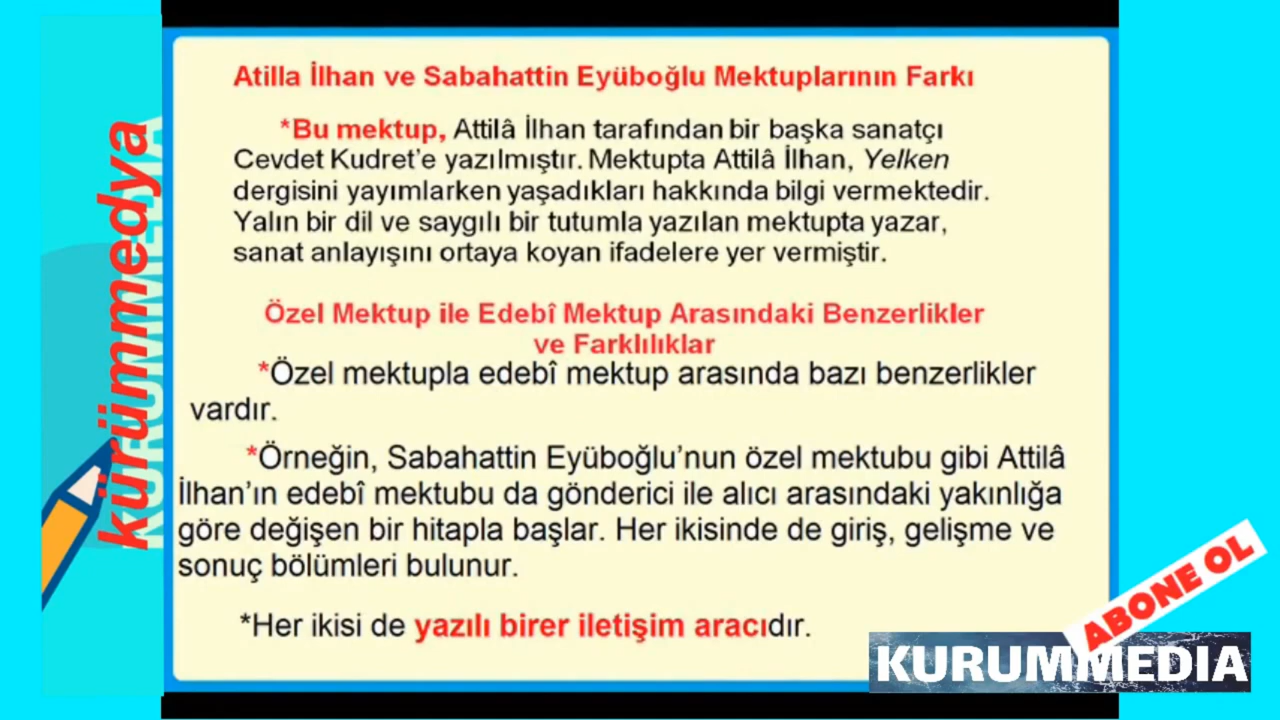 Atilla İlhan ve Sabahattin Eyüboğlu Mektuplarının Farkı
*Bu mektup, Attilâ İlhan tarafından bir başka sanatçı
Cevdet Kudret’e yazılmıştır. Mektupta Attilâ İlhan, Yelken
dergisini yayımlarken yaşadıkları hakkında bilgi vermektedir.
Yalın bir dil ve saygılı bir tutumla yazılan mektupta yazar,
sanat anlayışını ortaya koyan ifadelere yer vermiştir.
Özel Mektup ile Edebî Mektup Arasındaki Benzerlikler
ve Farklılıklar
*Özel mektupla edebî mektup arasında bazı benzerlikler
vardır.
*Örneğin, Sabahattin Eyüboğlu’nun özel mektubu gibi Attilâ
İlhan’ın edebî mektubu da gönderici ile alıcı arasındaki yakınlığa
göre değişen bir hitapla başlar. Her ikisinde de giriş, gelişme ve
sonuç bölümleri bulunur.
*Her ikisi de yazılı birer iletişim aracıdır.
kürümmedya
KURUMMEDIA
ABONE OL
KURUMMEDIA